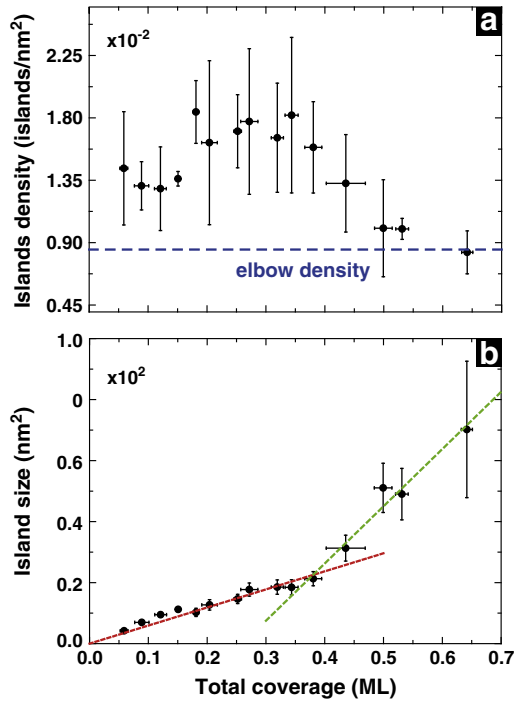 a
x10-2
2.25
1.80
1.35
0.90
0.45
Islands density (islands/nm2)
elbow density
b
x102
1.0
0
0.6
0.4
0.2
0.0
Island size (nm2)
0.0 0.1 0.2 0.3 0.4 0.5 0.6 0.7
Total coverage (ML)